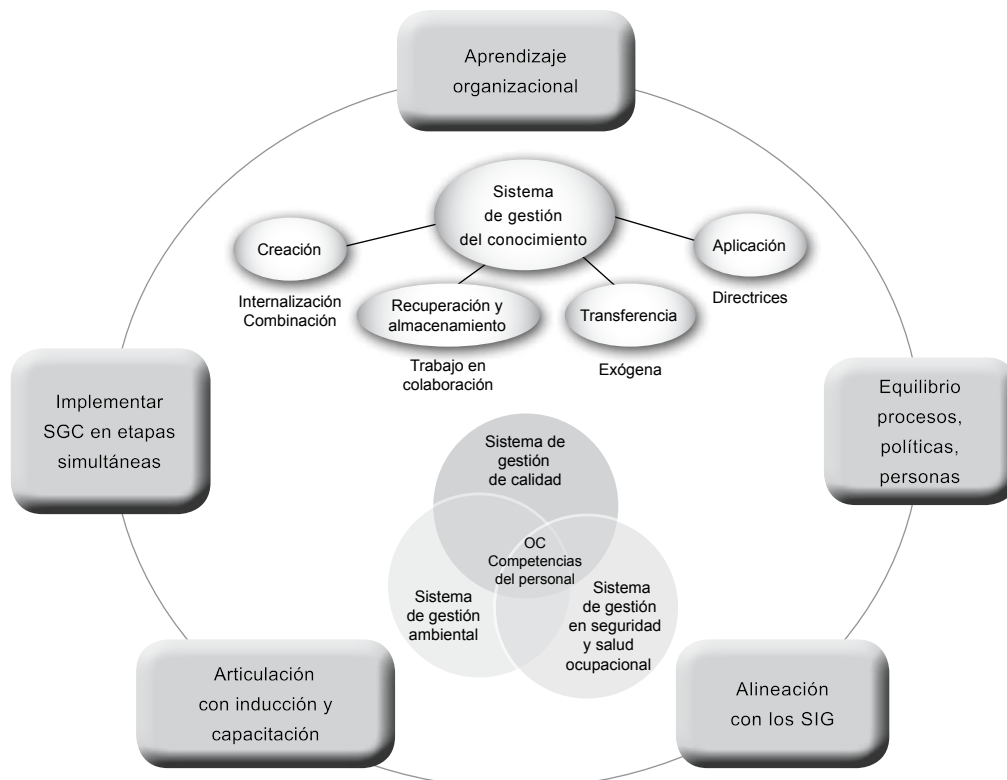 Aprendizaje
organizacional
Sistema
de gestión
del conocimiento
Creación
Internalización
Combinación
Recuperación y
almacenamiento
Trabajo en
colaboración
Transferencia
Exógena
Aplicación
Directrices
Implementar
SGC en etapas
simultáneas
Equilibrio
procesos,
políticas,
personas
Sistema de
gestión
de calidad
OC
Competencias
del personal
Sistema
de gestión
ambiental
Sistema
de gestión
en seguridad
y salud
ocupacional
Articulación
con inducción y
capacitación
Alineación
con los SIG